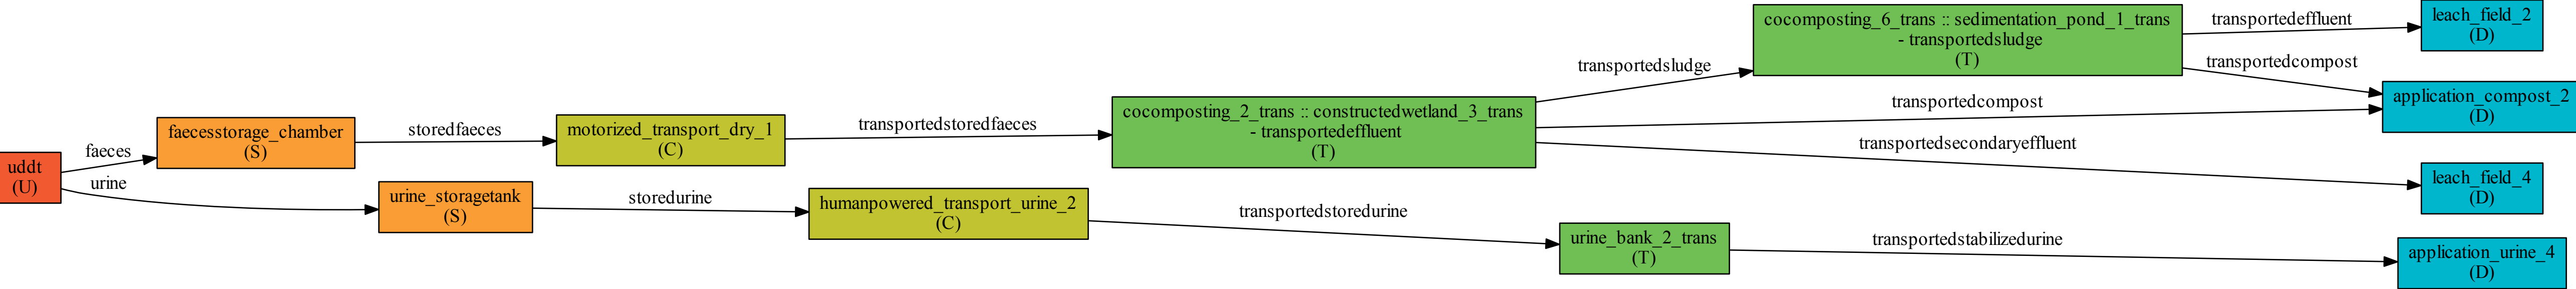 uddt
(U)
faeces
urine
faecesstorage_chamber
(S)
urine_storagetank
(S)
storedfaeces
storedurine
motorized_transport_dry_1
(C)
humanpowered_transport_urine_2
(C)
transportedstoredfaeces
transportedstoredurine
cocomposting_2_trans :: constructedwetland_3_trans
- transportedeffluent
(T)
urine_bank_2_trans
(T)
transportedsludge
cocomposting_6_trans :: sedimentation_pond_1_trans
- transportedsludge
(T)
transportedeffluent
transportedcompost
transportedcompost
transportedsecondaryeffluent
transportedstabilizedurine
leach_field_2
(D)
application_compost_2
(D)
leach_field_4
(D)
application_urine_4
(D)